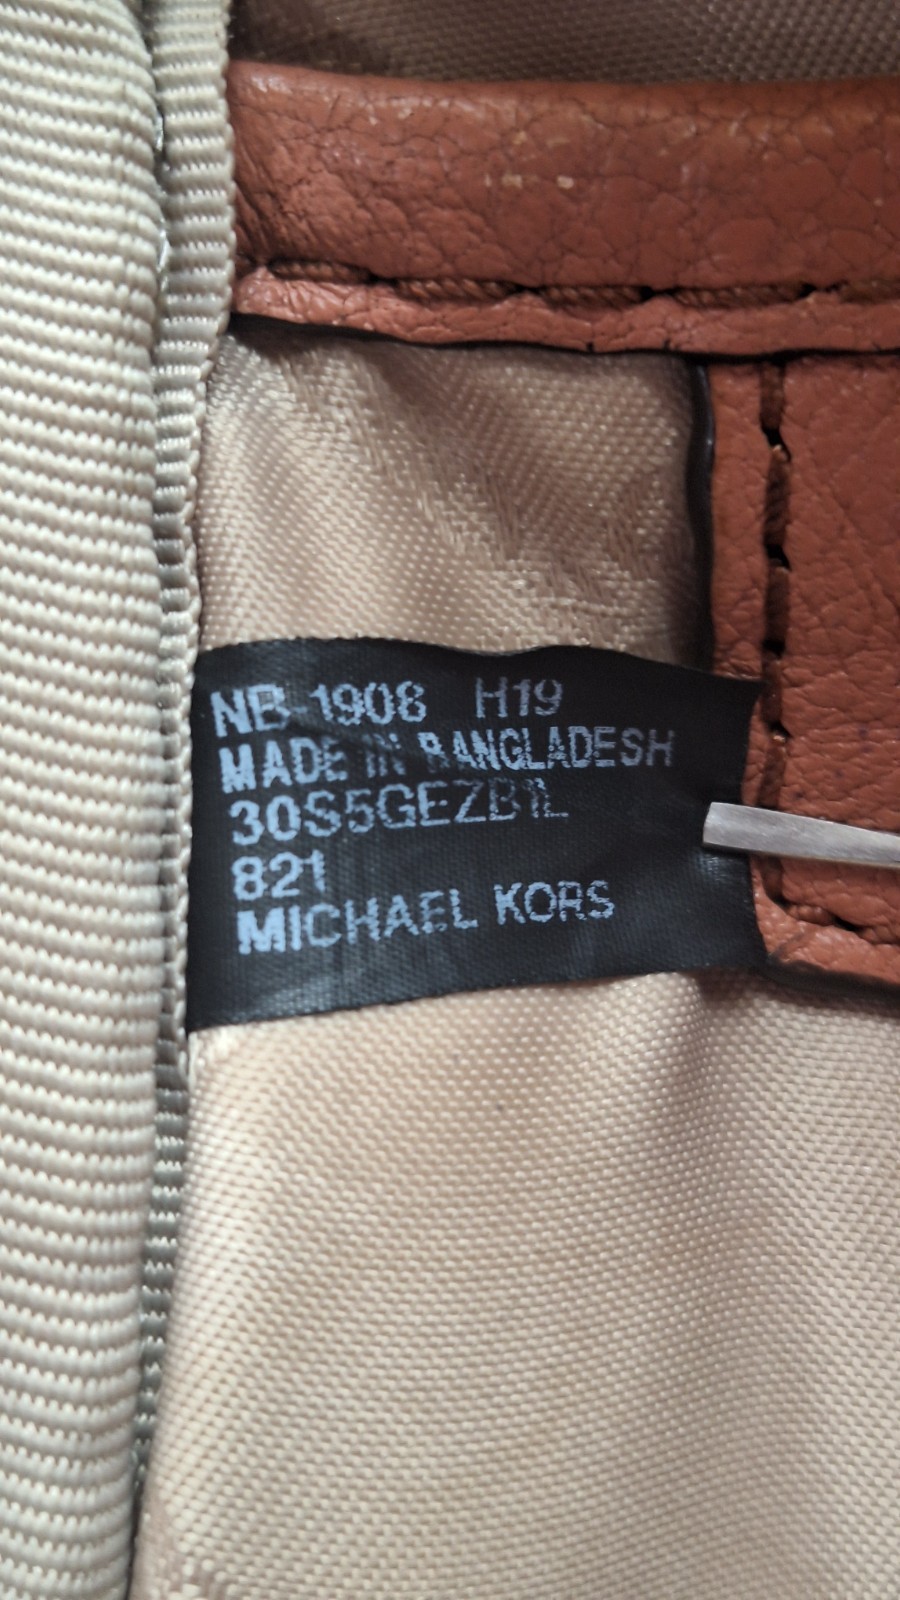 NB-1908 H19
MADE IN BANGLADESH
30S5GEZB1L
821
MICHAEL KORS